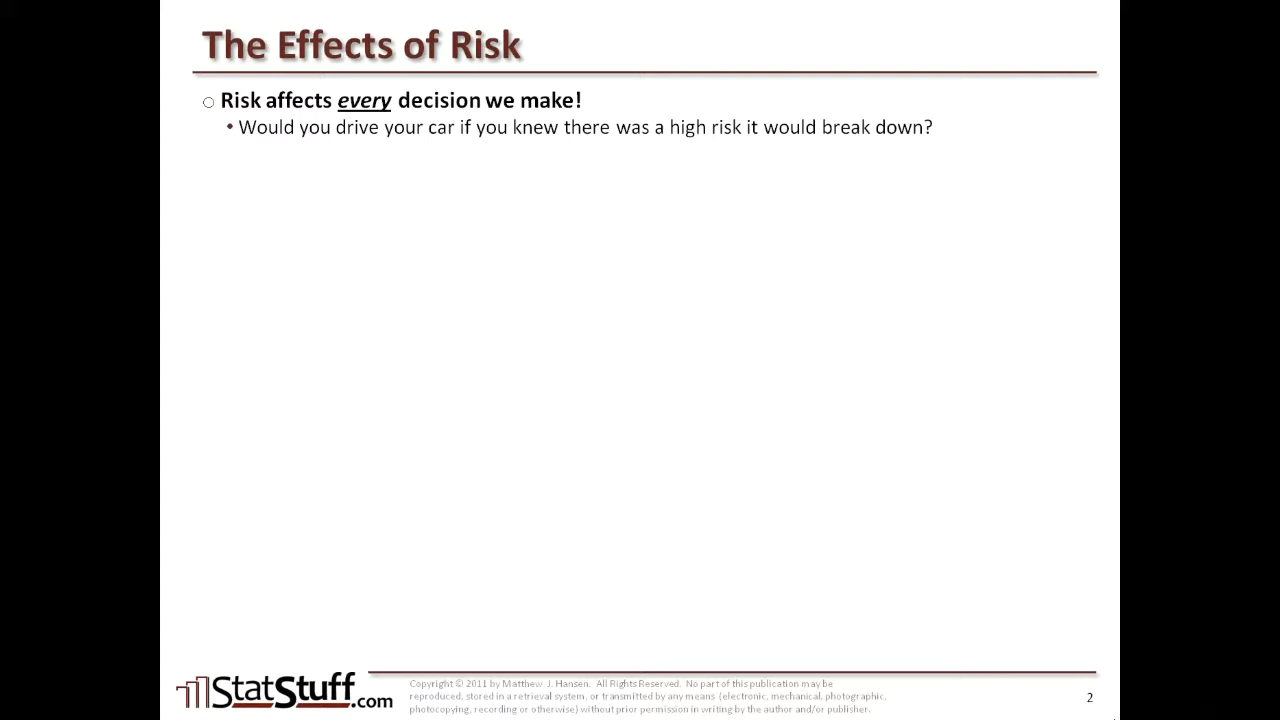 The Effects of Risk
Risk affects every decision we make!
• Would you drive your car if you knew there was a high risk it would break down?
StatStuff.com
Copyright © 2011 by Matthew J. Hansen. All Rights Reserved. No part of this publication may be
reproduced, stored in a retrieval system, or transmitted by any means (electronic, mechanical, photographic,
photocopying, recording or otherwise) without prior permission in writing by the author and/or publisher.
2